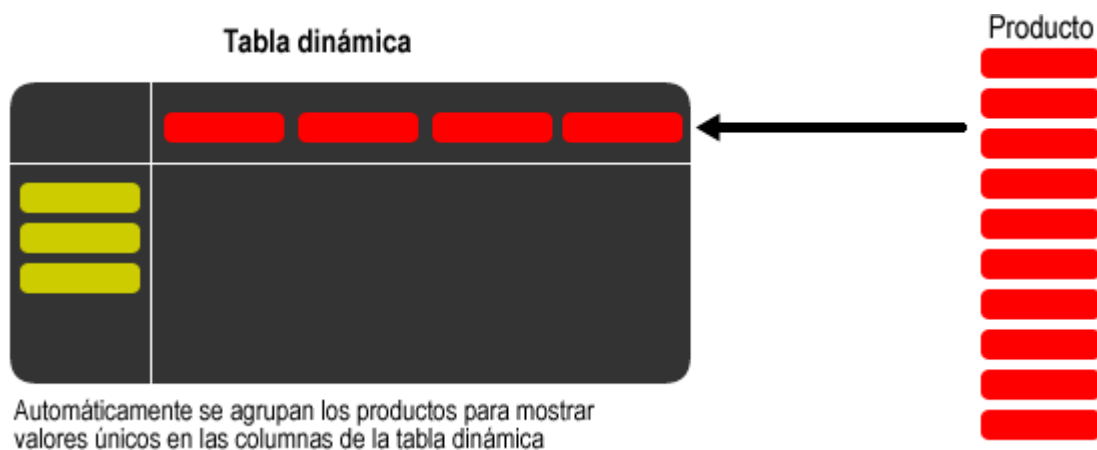 Tabla dinámica
Producto
Automáticamente se agrupan los productos para mostrar
valores únicos en las columnas de la tabla dinámica